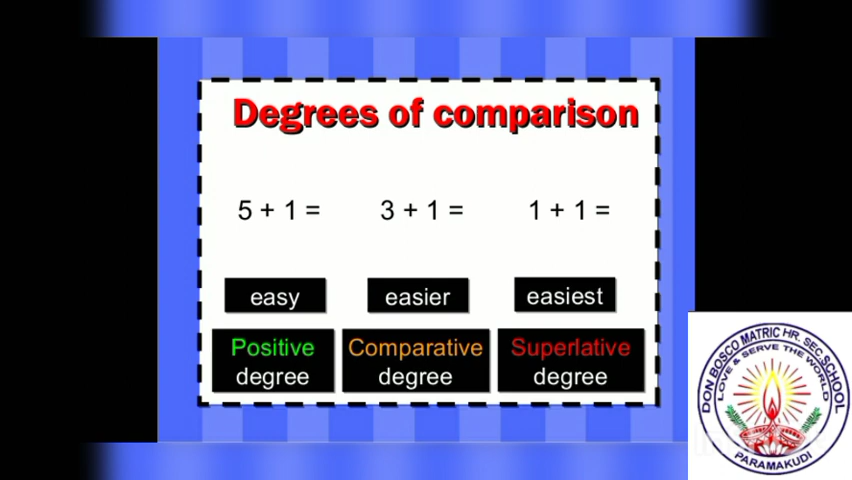 Degrees of comparison
5 + 1 =
3 + 1 =
1 + 1 =
easy
easier
easiest
Positive
degree
Comparative
degree
Superlative
degree
DON BOSCO MATRIC HR. SEC. SCHOOL
LOVE & SERVE THE WORLD
PARAMAKUDI